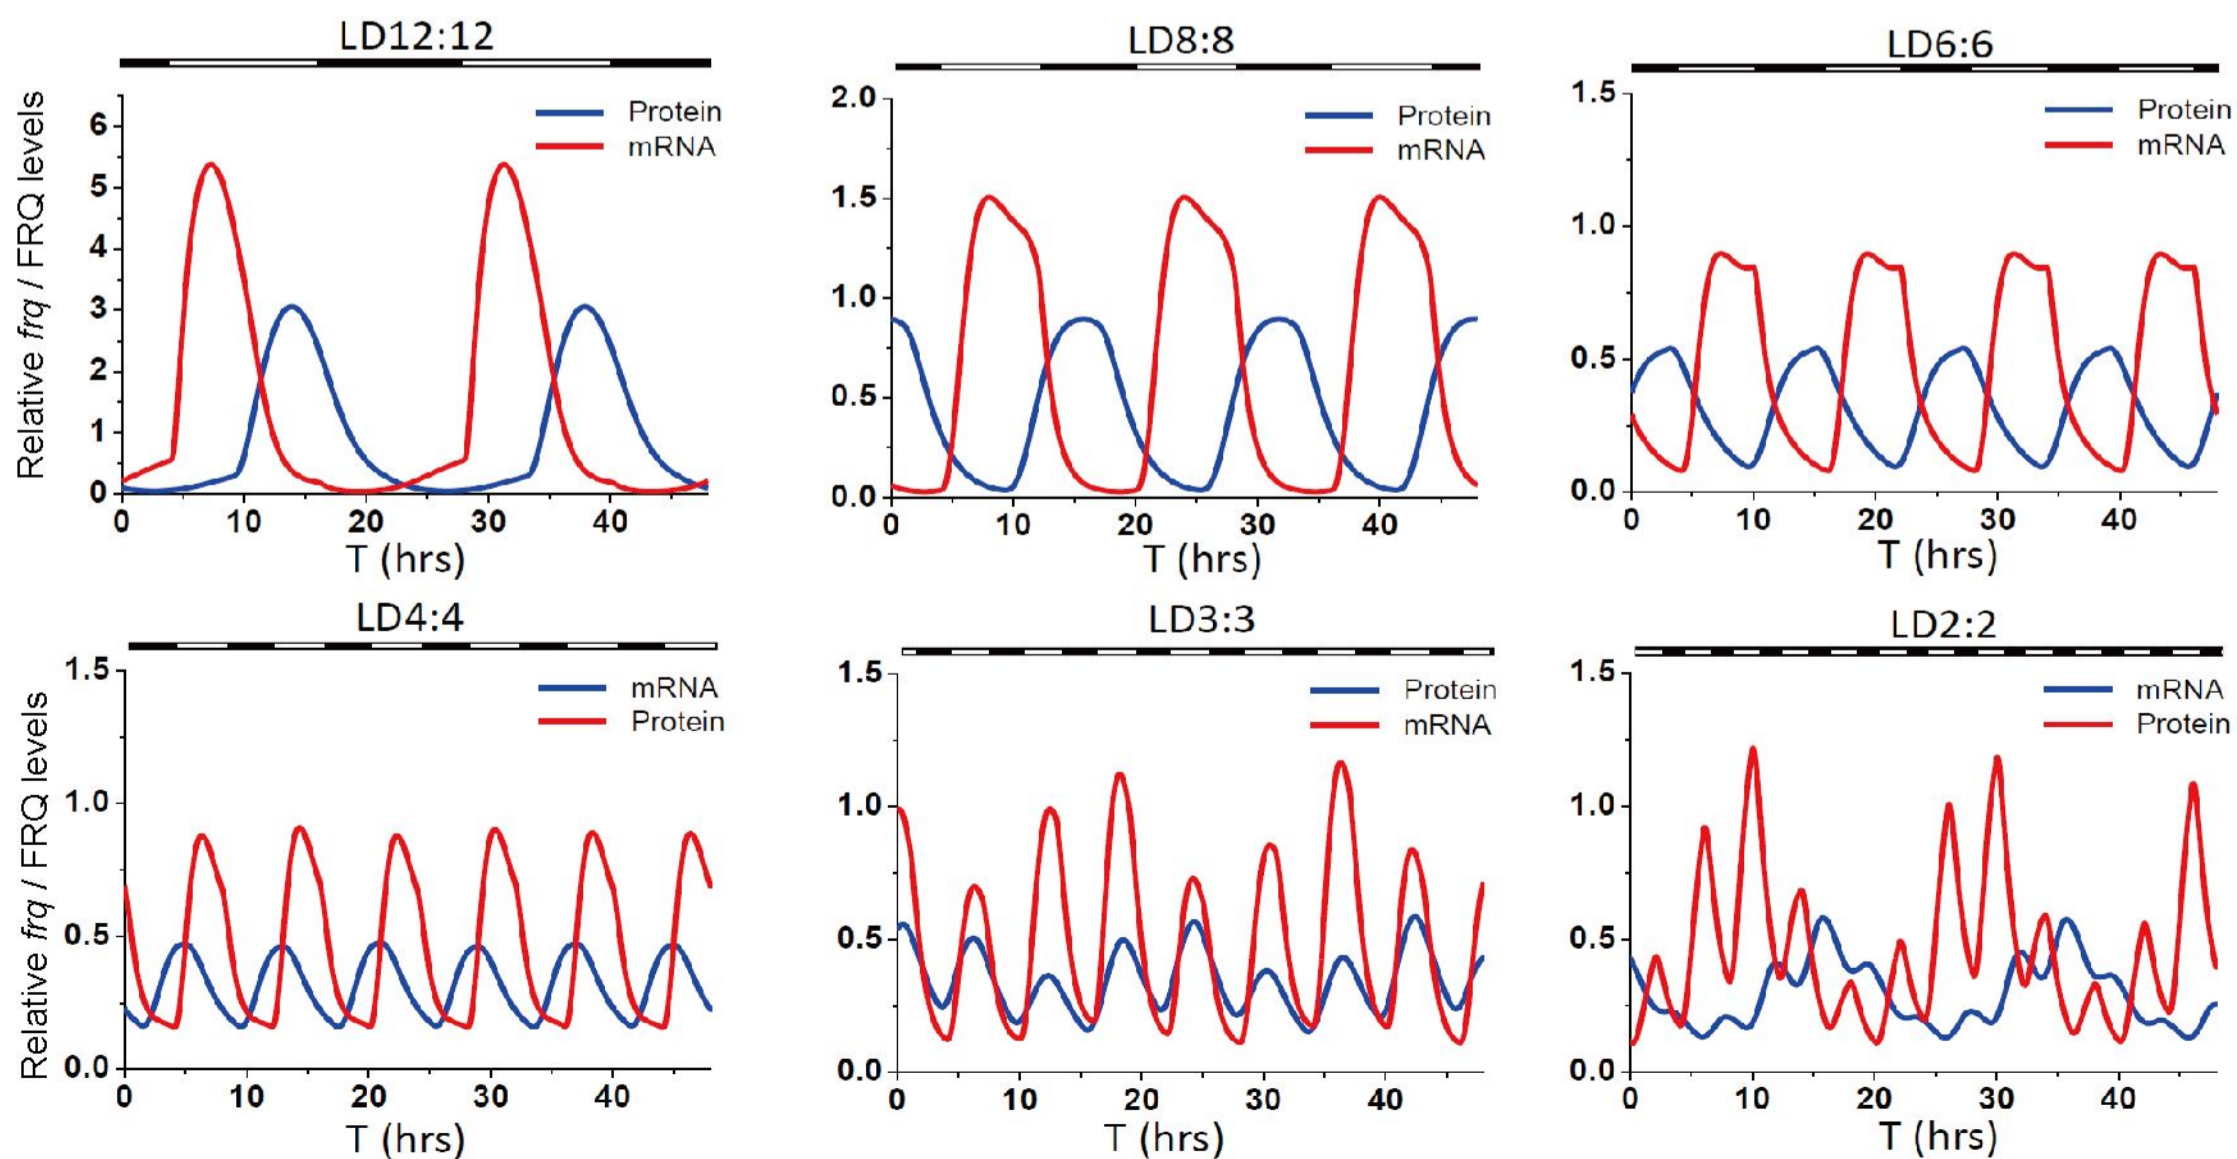 LD12:12
Relative frq / FRQ levels
Protein
mRNA
6
5
4
3
2
1
0
0 10 20 30 40
T (hrs)
LD8:8
Protein
mRNA
2.0
1.5
1.0
0.5
0.0
0 10 20 30 40
T (hrs)
LD6:6
Protein
mRNA
1.5
1.0
0.5
0.0
0 10 20 30 40
T (hrs)
LD4:4
Relative frq / FRQ levels
mRNA
Protein
1.5
1.0
0.5
0.0
0 10 20 30 40
T (hrs)
LD3:3
Protein
mRNA
1.5
1.0
0.5
0.0
0 10 20 30 40
T (hrs)
LD2:2
mRNA
Protein
1.5
1.0
0.5
0.0
0 10 20 30 40
T (hrs)